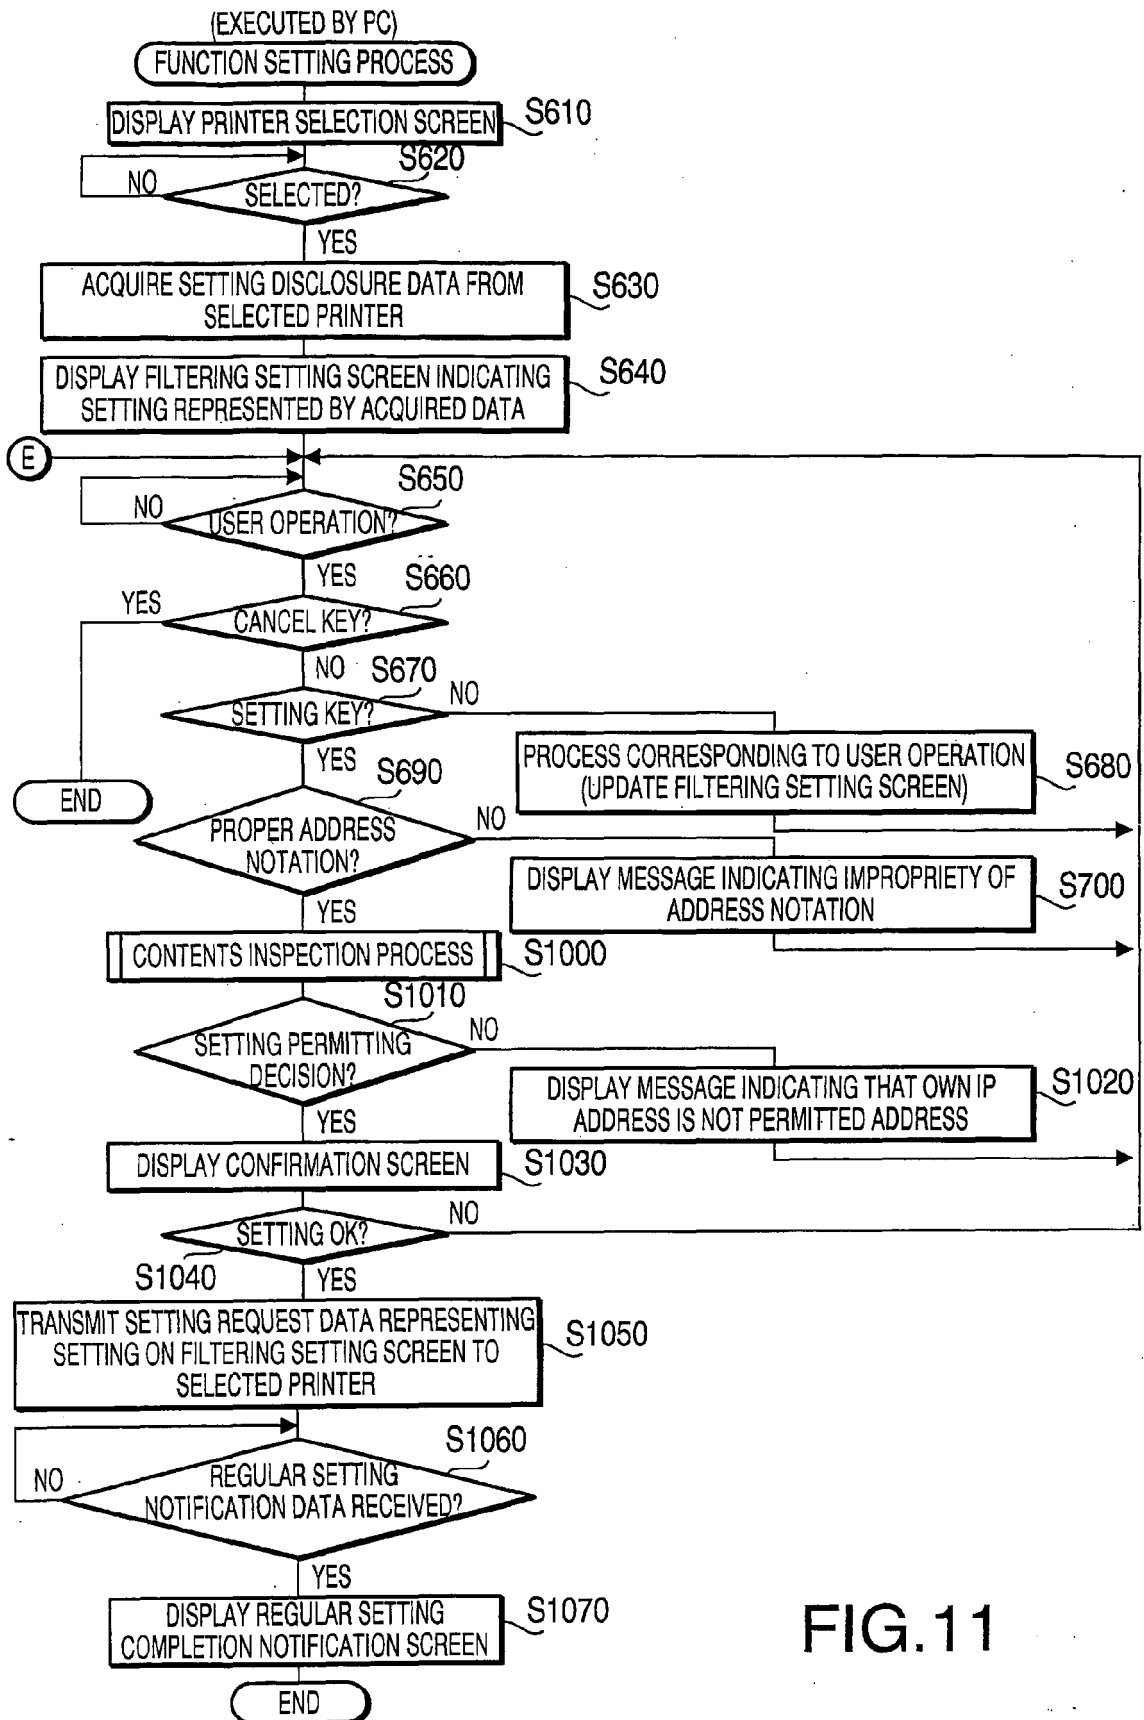 (EXECUTED BY PC)
FUNCTION SETTING PROCESS
DISPLAY PRINTER SELECTION SCREEN
S610
S620
NO
SELECTED?
YES
ACQUIRE SETTING DISCLOSURE DATA FROM
SELECTED PRINTER
S630
DISPLAY FILTERING SETTING SCREEN INDICATING
SETTING REPRESENTED BY ACQUIRED DATA
S640
E
S650
NO
USER OPERATION?
YES
S660
YES
CANCEL KEY?
NO
S670
NO
SETTING KEY?
YES
PROCESS CORRESPONDING TO USER OPERATION
(UPDATE FILTERING SETTING SCREEN)
S680
END
S690
NO
PROPER ADDRESS
NOTATION?
YES
DISPLAY MESSAGE INDICATING IMPROPRIETY OF
ADDRESS NOTATION
S700
CONTENTS INSPECTION PROCESS
S1000
S1010
NO
SETTING PERMITTING
DECISION?
YES
DISPLAY MESSAGE INDICATING THAT OWN IP
ADDRESS IS NOT PERMITTED ADDRESS
S1020
DISPLAY CONFIRMATION SCREEN
S1030
NO
SETTING OK?
S1040
YES
TRANSMIT SETTING REQUEST DATA REPRESENTING
SETTING ON FILTERING SETTING SCREEN TO
SELECTED PRINTER
S1050
S1060
NO
REGULAR SETTING
NOTIFICATION DATA RECEIVED?
YES
DISPLAY REGULAR SETTING
COMPLETION NOTIFICATION SCREEN
S1070
END
FIG.11